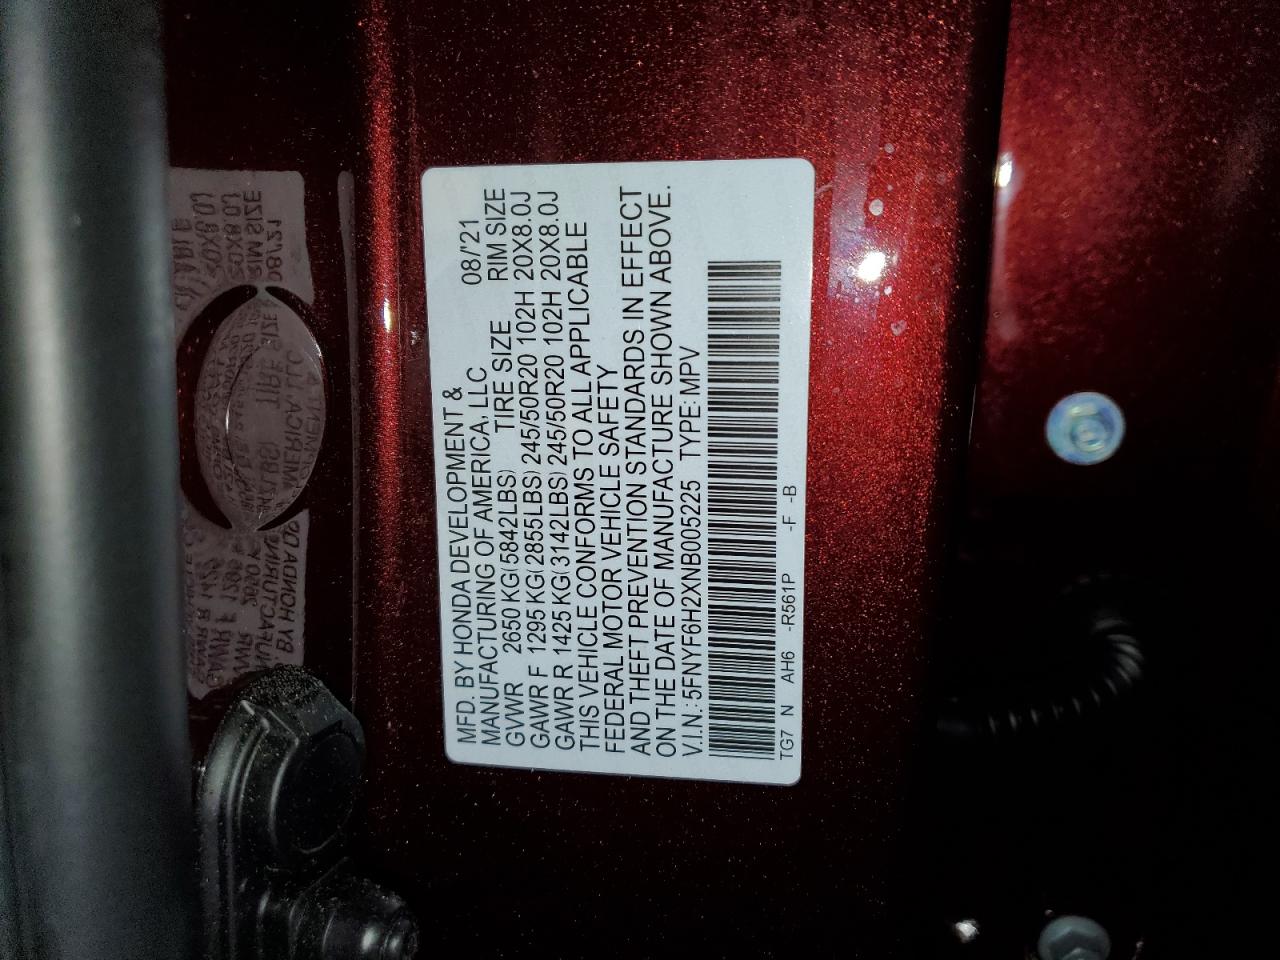 MFD. BY HONDA DEVELOPMENT &
MANUFACTURING OF AMERICA, LLC 08/'21
GVWR 2650 KG(5842LBS) TIRE SIZE RIM SIZE
GAWR F 1295 KG(2855LBS) 245/50R20 102H 20X8.0J
GAWR R 1425 KG(3142LBS) 245/50R20 102H 20X8.0J
THIS VEHICLE CONFORMS TO ALL APPLICABLE
FEDERAL MOTOR VEHICLE SAFETY
AND THEFT PREVENTION STANDARDS IN EFFECT
ON THE DATE OF MANUFACTURE SHOWN ABOVE.
V.I.N.: 5FNYF6H2XNB005225 TYPE: MPV
TG7 N AH6 -R561P -F -B